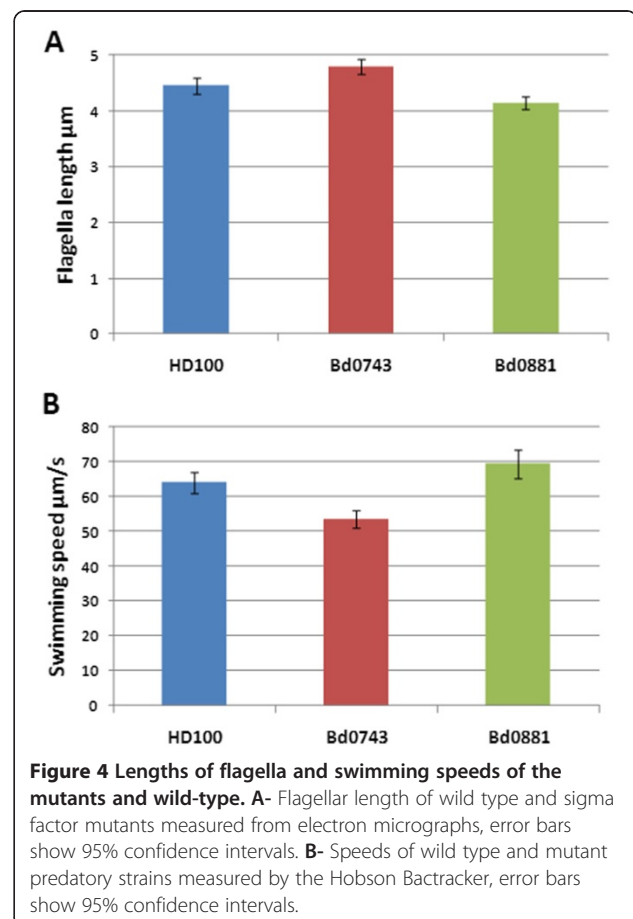 A
Flagella length µm
5
4
3
2
1
0
HD100 Bd0743 Bd0881
B
Swimming speed µm/s
80
70
60
50
40
30
20
10
0
HD100 Bd0743 Bd0881
Figure 4 Lengths of flagella and swimming speeds of the
mutants and wild-type. A- Flagellar length of wild type and sigma
factor mutants measured from electron micrographs, error bars
show 95% confidence intervals. B- Speeds of wild type and mutant
predatory strains measured by the Hobson Bactracker, error bars
show 95% confidence intervals.